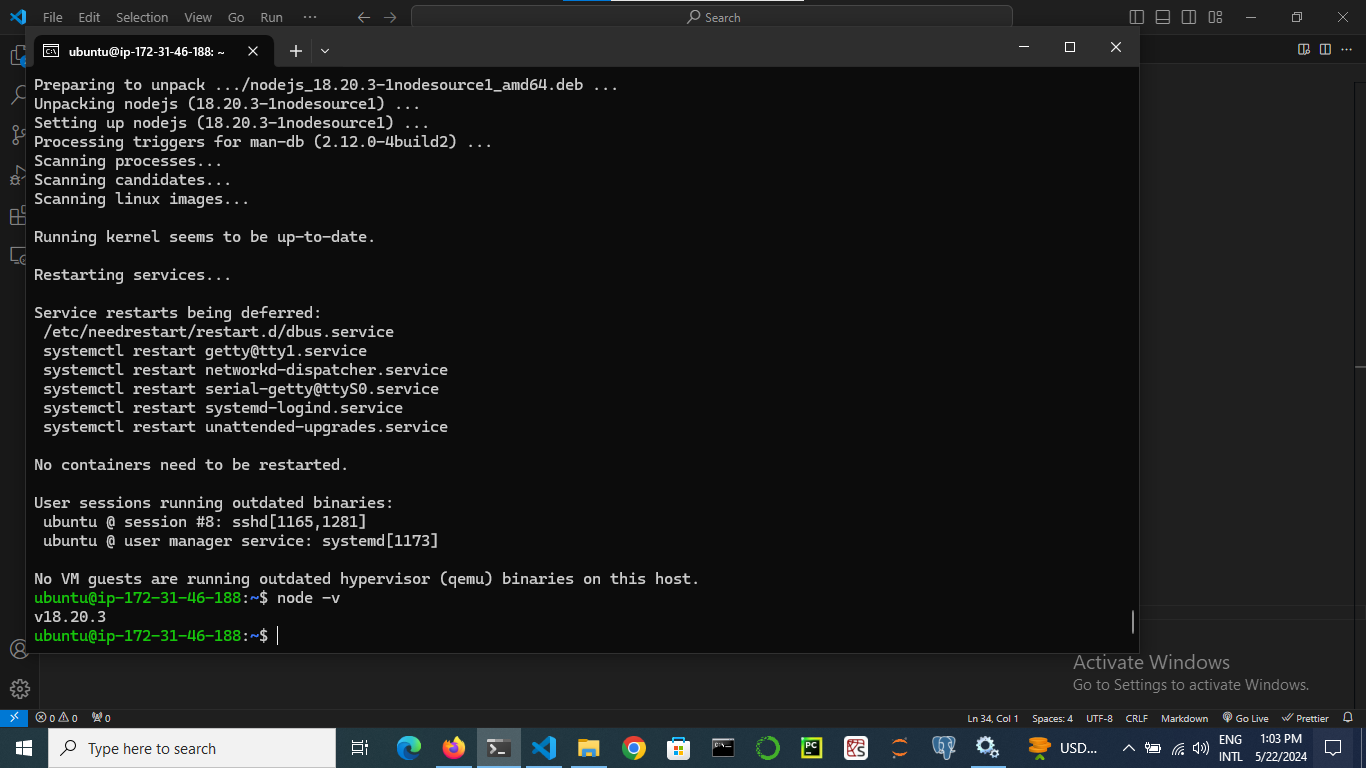 File Edit Selection View Go Run ···
Search
ubuntu@ip-172-31-46-188: ~
Preparing to unpack .../nodejs_18.20.3-1nodesource1_amd64.deb ...
Unpacking nodejs (18.20.3-1nodesource1) ...
Setting up nodejs (18.20.3-1nodesource1) ...
Processing triggers for man-db (2.12.0-4build2) ...
Scanning processes...
Scanning candidates...
Scanning linux images...
Running kernel seems to be up-to-date.
Restarting services...
Service restarts being deferred:
/etc/needrestart/restart.d/dbus.service
systemctl restart getty@tty1.service
systemctl restart networkd-dispatcher.service
systemctl restart serial-getty@ttyS0.service
systemctl restart systemd-logind.service
systemctl restart unattended-upgrades.service
No containers need to be restarted.
User sessions running outdated binaries:
ubuntu @ session #8: sshd[1165,1281]
ubuntu @ user manager service: systemd[1173]
No VM guests are running outdated hypervisor (qemu) binaries on this host.
ubuntu@ip-172-31-46-188:~$ node -v
v18.20.3
ubuntu@ip-172-31-46-188:~$
Activate Windows
Go to Settings to activate Windows.
0 0 0 Ln 34, Col 1 Spaces: 4 UTF-8 CRLF Markdown Go Live Prettier
Type here to search
PC
USD...
ENG
INTL
1:03 PM
5/22/2024